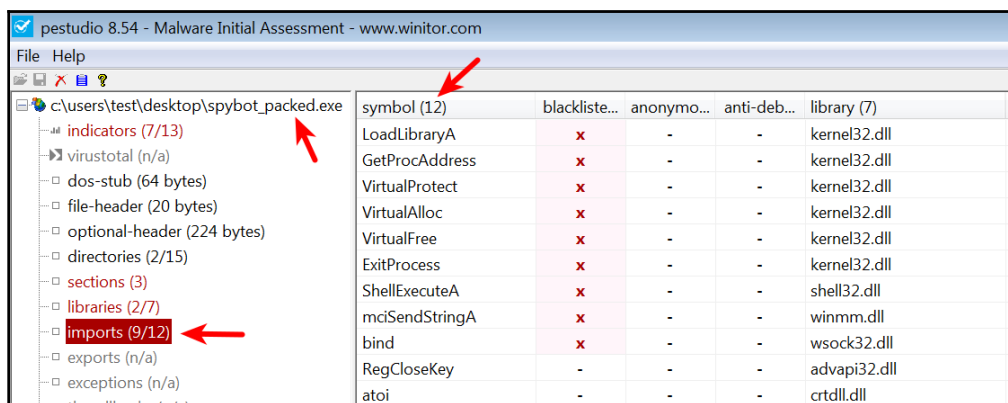 pestudio 8.54 - Malware Initial Assessment - www.winitor.com
File Help
c:\users\test\desktop\spybot_packed.exe
indicators (7/13)
virustotal (n/a)
dos-stub (64 bytes)
file-header (20 bytes)
optional-header (224 bytes)
directories (2/15)
sections (3)
libraries (2/7)
imports (9/12)
exports (n/a)
exceptions (n/a)
symbol (12) blackliste... anonymo... anti-deb... library (7)
LoadLibraryA x - - kernel32.dll
GetProcAddress x - - kernel32.dll
VirtualProtect x - - kernel32.dll
VirtualAlloc x - - kernel32.dll
VirtualFree x - - kernel32.dll
ExitProcess x - - kernel32.dll
ShellExecuteA x - - shell32.dll
mciSendStringA x - - winmm.dll
bind x - - wsock32.dll
RegCloseKey - - - advapi32.dll
atoi - - - crtdll.dll